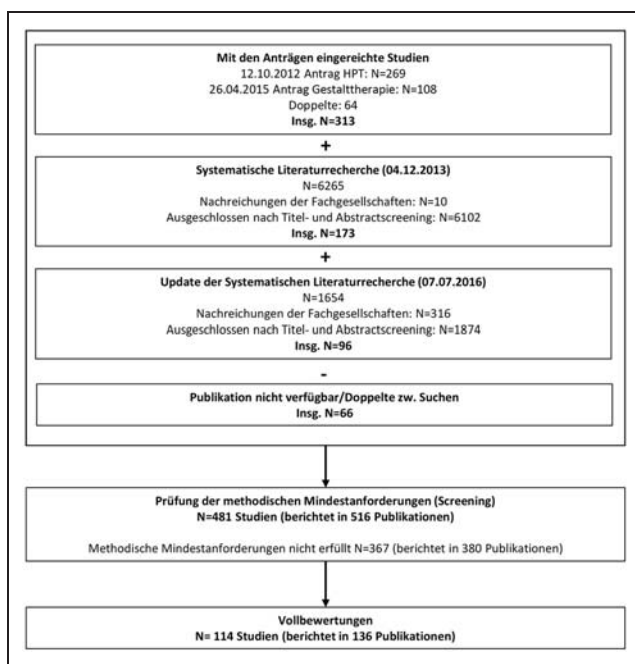 Mit den Anträgen eingereichte Studien
12.10.2012 Antrag HPT: N=269
26.04.2015 Antrag Gestalttherapie: N=108
Doppelte: 64
Insg. N=313
+
Systematische Literaturrecherche (04.12.2013)
N=6265
Nachreichungen der Fachgesellschaften: N=10
Ausgeschlossen nach Titel- und Abstractscreening: N=6102
Insg. N=173
+
Update der Systematischen Literaturrecherche (07.07.2016)
N=1654
Nachreichungen der Fachgesellschaften: N=316
Ausgeschlossen nach Titel- und Abstractscreening: N=1874
Insg. N=96
-
Publikation nicht verfügbar/Doppelte zw. Suchen
Insg. N=66
Prüfung der methodischen Mindestanforderungen (Screening)
N=481 Studien (berichtet in 516 Publikationen)
Methodische Mindestanforderungen nicht erfüllt N=367 (berichtet in 380 Publikationen)
Vollbewertungen
N= 114 Studien (berichtet in 136 Publikationen)